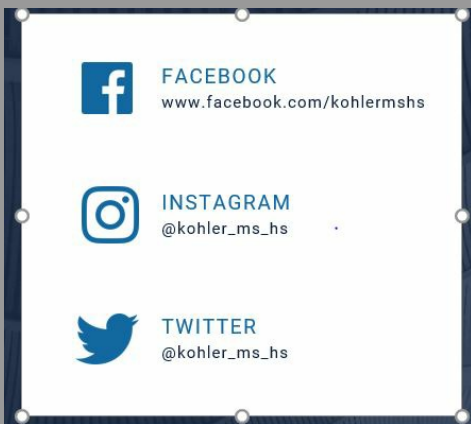 FACEBOOK
www.facebook.com/kohlermshs
INSTAGRAM
@kohler_ms_hs
TWITTER
@kohler_ms_hs